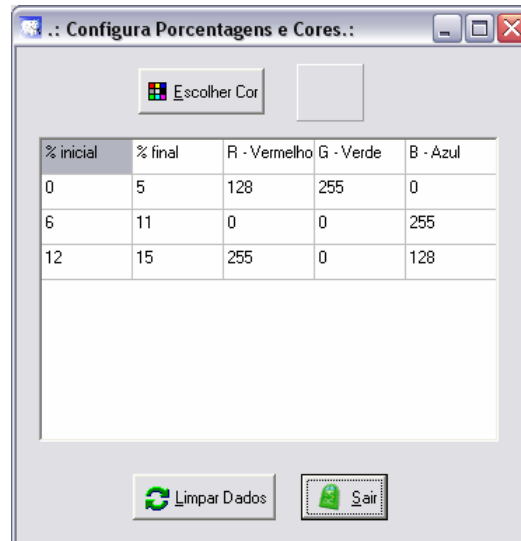 .: Configura Porcentagens e Cores.:
Escolher Cor
% inicial % final R - Vermelho G - Verde B - Azul
0 5 128 255 0
6 11 0 0 255
12 15 255 0 128
Limpar Dados Sair